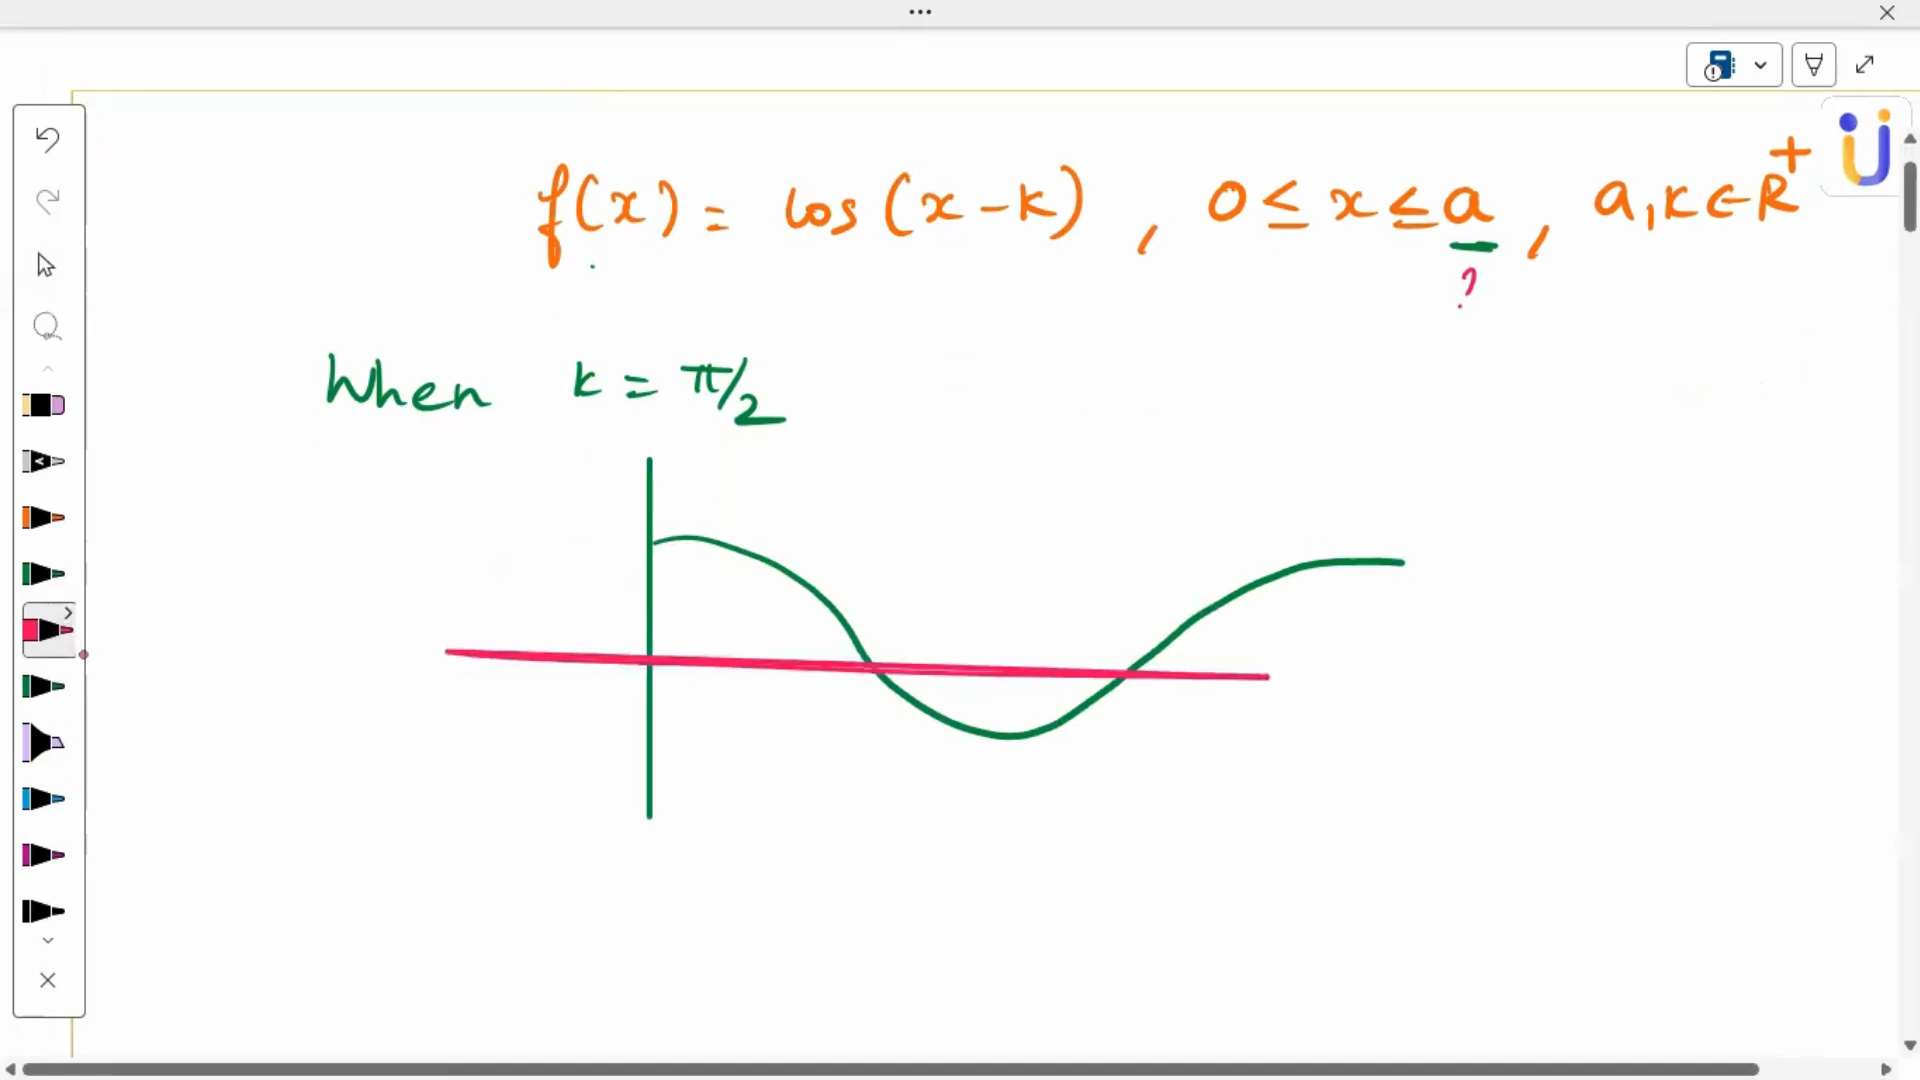 f(x) = cos(x-k) , 0 ≤ x ≤ a , a,k ∈ R⁺
?
When k = π/2